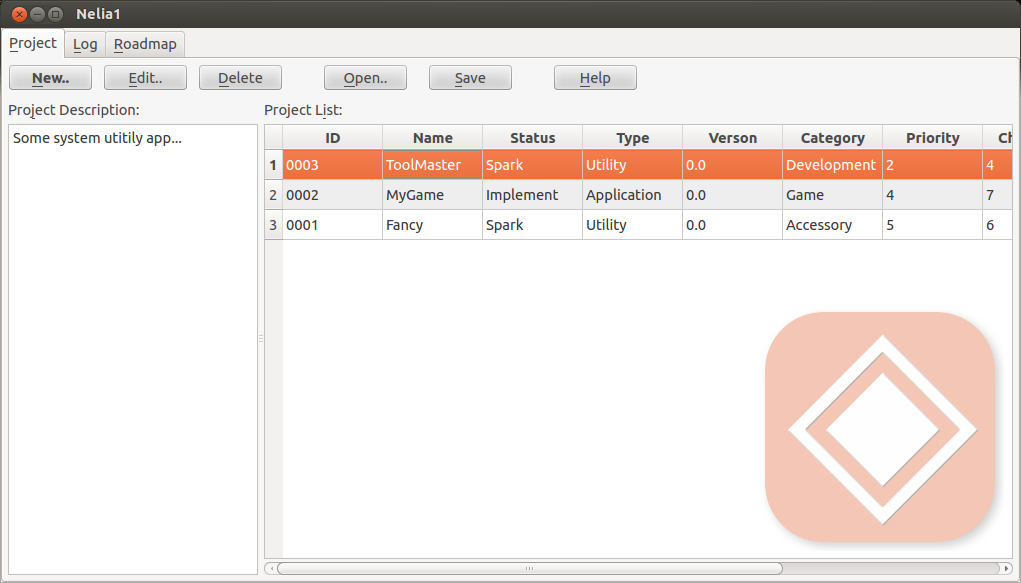 Nelia1
Project Log Roadmap
New.. Edit.. Delete Open.. Save Help
Project Description: Project List:
Some system utitily app...
ID Name Status Type Verson Category Priority Ch
1 0003 ToolMaster Spark Utility 0.0 Development 2 4
2 0002 MyGame Implement Application 0.0 Game 4 7
3 0001 Fancy Spark Utility 0.0 Accessory 5 6